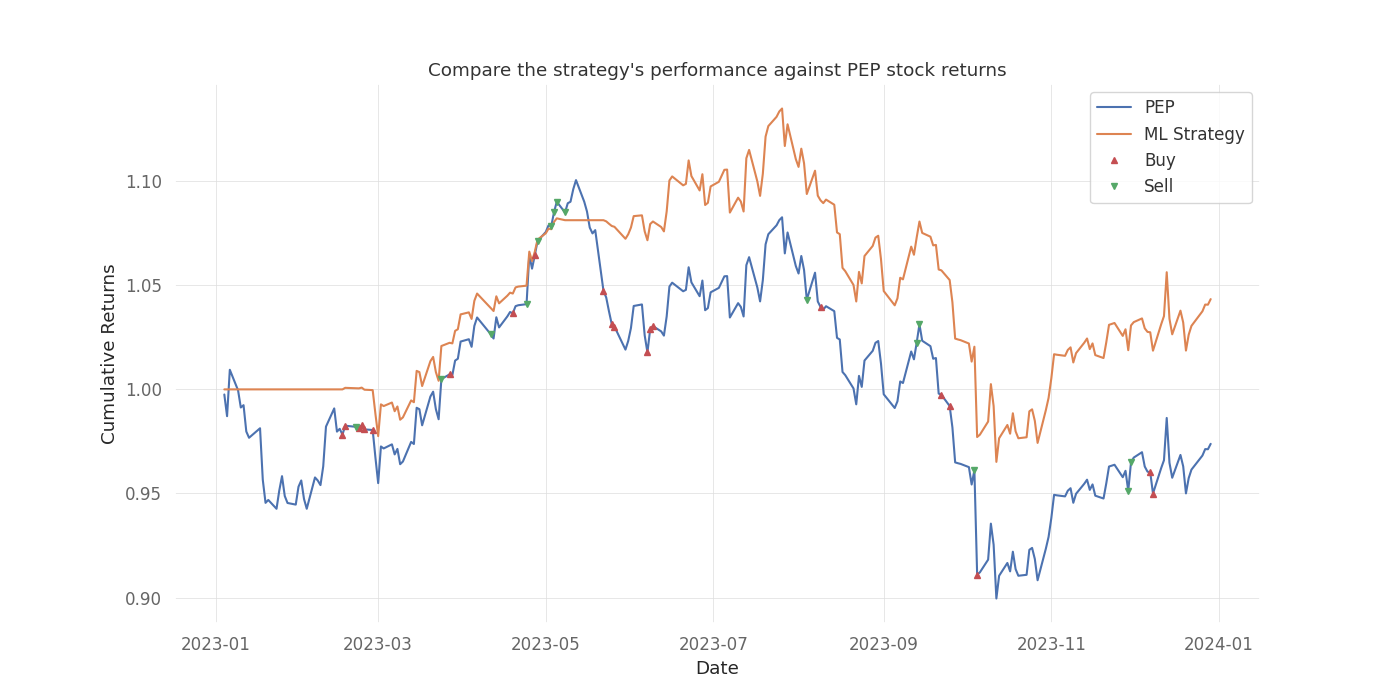 Compare the strategy's performance against PEP stock returns
PEP
ML Strategy
Buy
Sell
Cumulative Returns
1.10
1.05
1.00
0.95
0.90
2023-01 2023-03 2023-05 2023-07 2023-09 2023-11 2024-01
Date